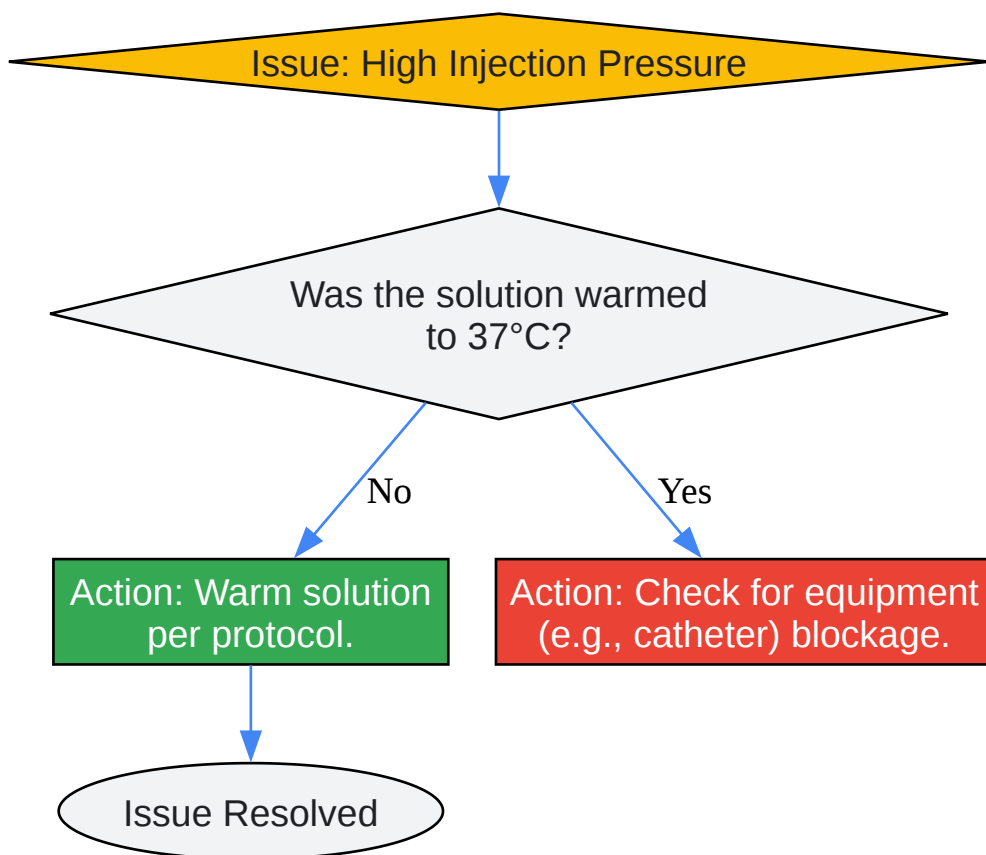 Issue: High Injection Pressure
Was the solution warmed
to 37°C?
No
Yes
Action: Warm solution
per protocol.
Action: Check for equipment
(e.g., catheter) blockage.
Issue Resolved